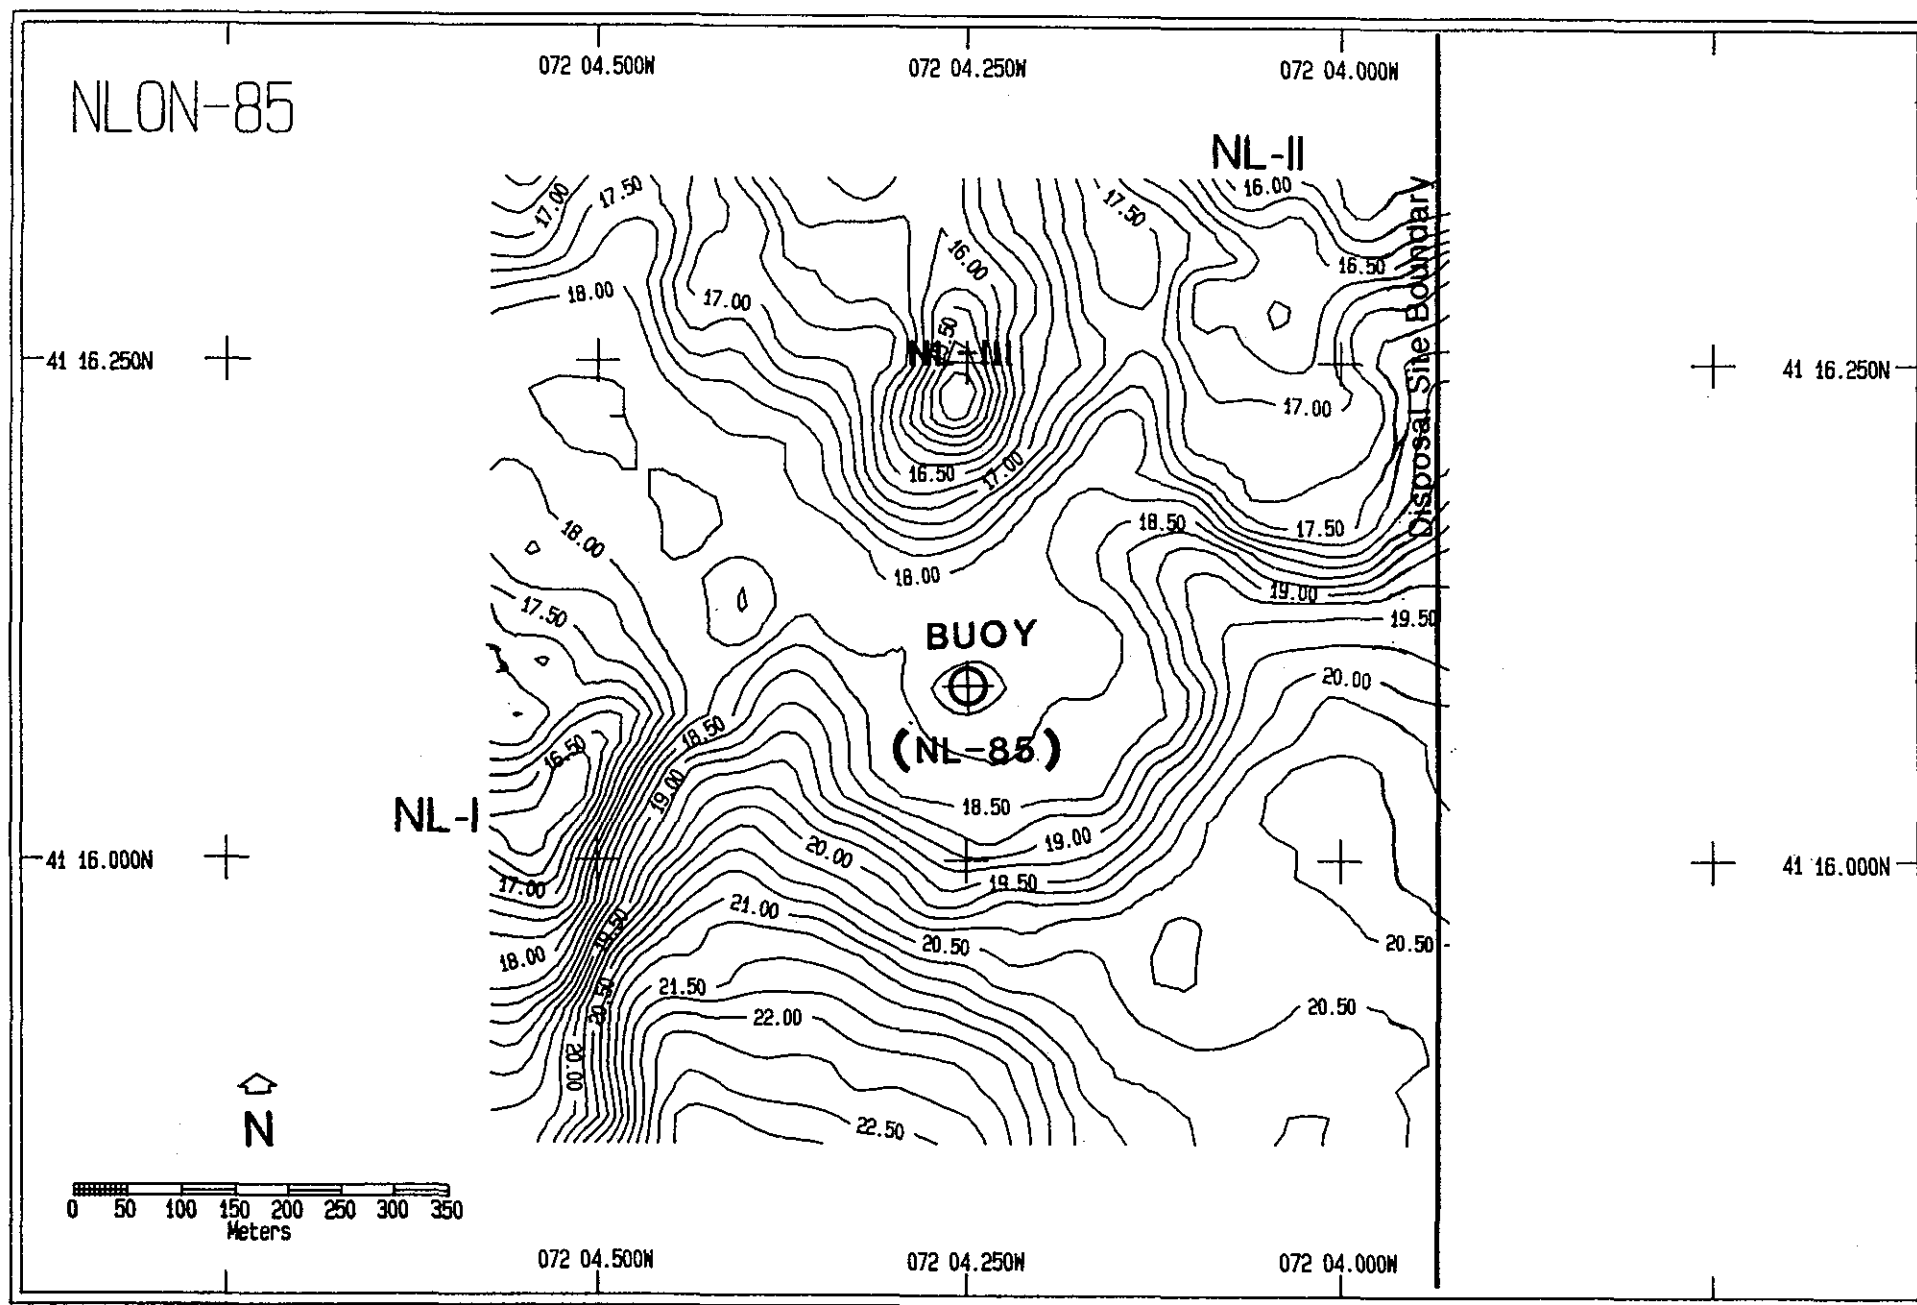 072 04.500W 072 04.250W 072 04.000W
NLON-85
NL-II
17.00 17.50 17.50 16.00
16.00 16.50
18.00 17.00
41 16.250N NL-III 41 16.250N
17.00
16.50 17.00
18.50 17.50
18.00
18.00 19.00
17.50 19.50
BUOY
20.00
18.50
16.50 (NL-85)
19.00
NL-I 18.50
19.00
20.00
41 16.000N 41 16.000N
17.00 19.50
21.00
19.50 20.50 20.50
18.00
21.50
20.50 20.50
22.00
20.00
22.50
N
Disposal Site Boundary
0 50 100 150 200 250 300 350
Meters
072 04.500W 072 04.250W 072 04.000W